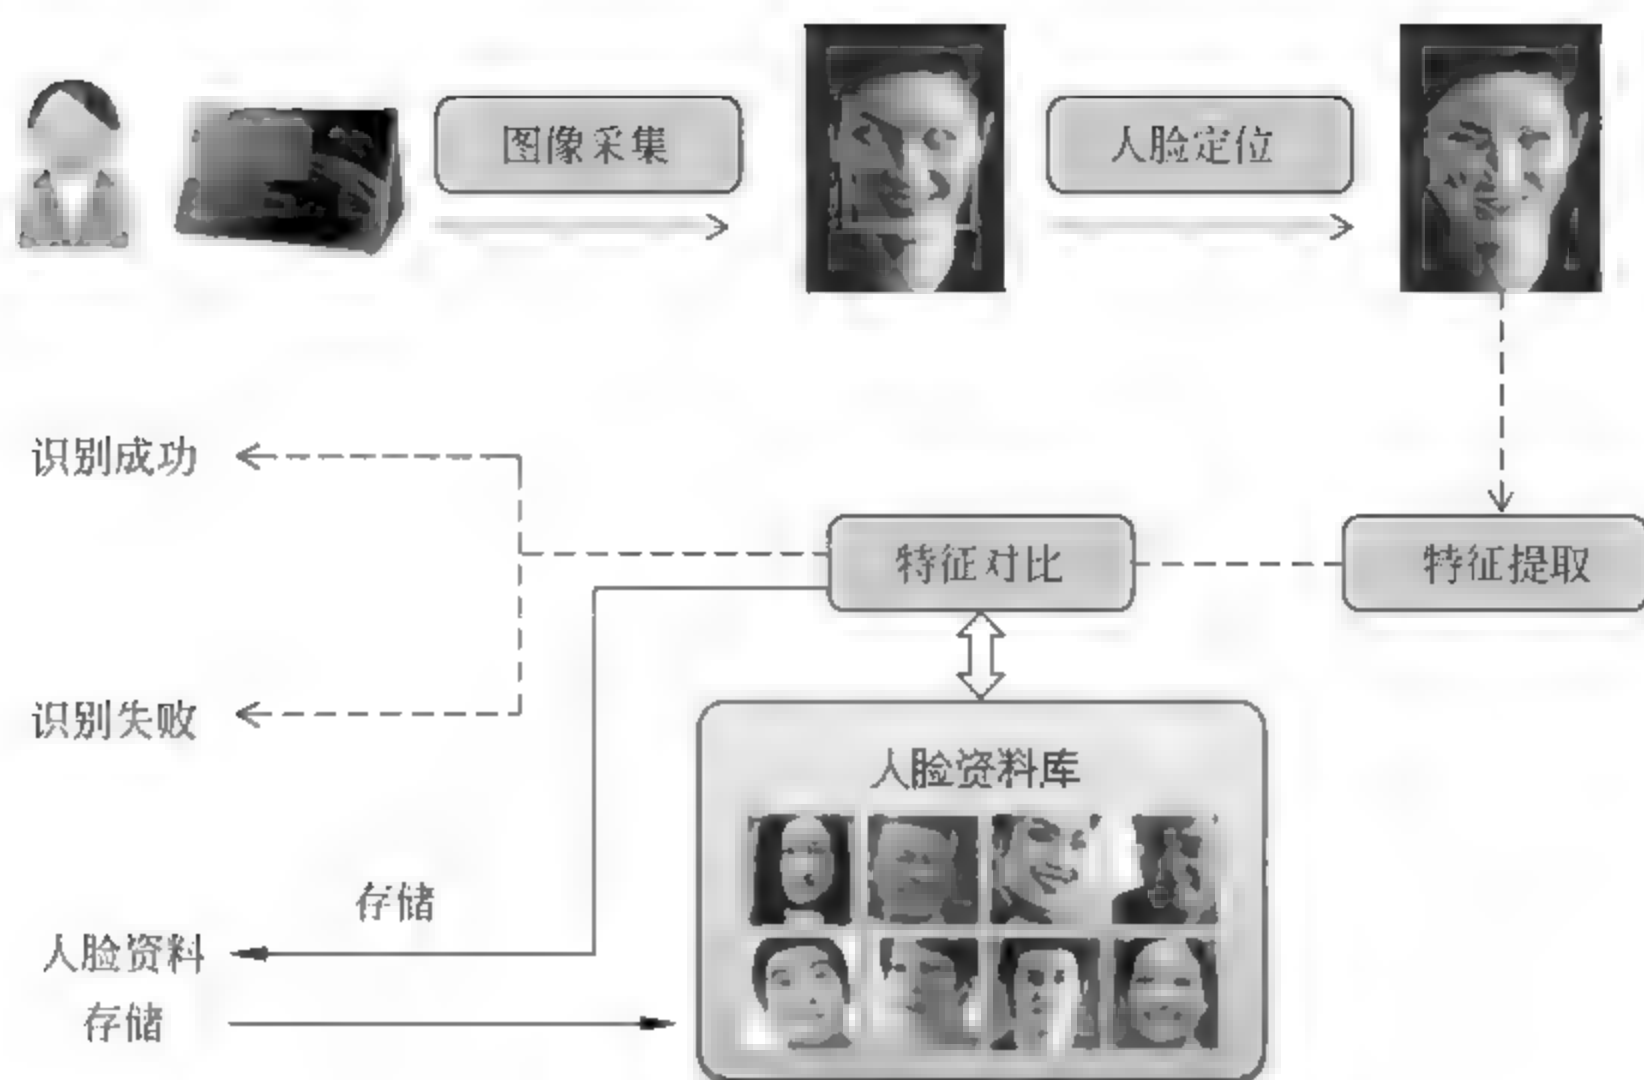 图像采集
人脸定位
识别成功
特征对比
特征提取
识别失败
人脸资料库
存储
人脸资料
存储